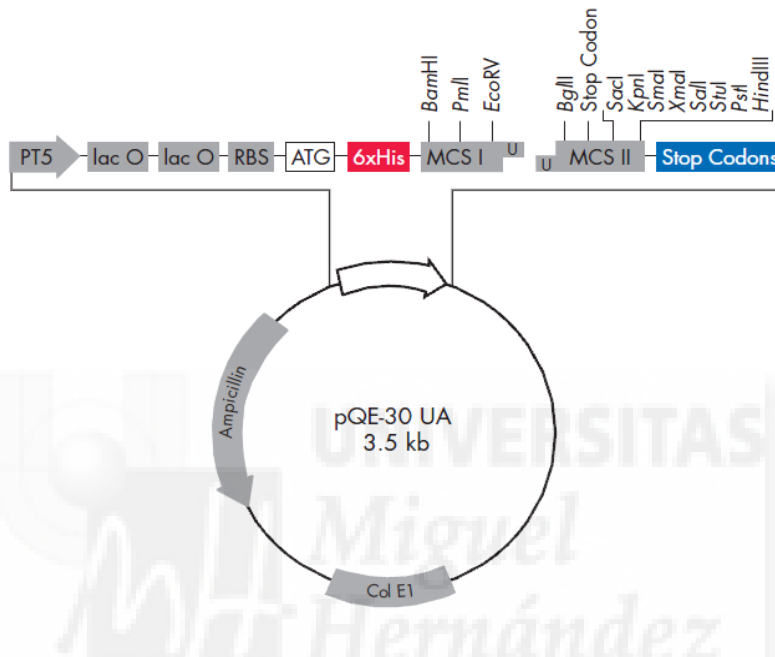 BamHI
PmlI
EcoRV
BglII
Stop Codon
SacI
KpnI
SmaI
XmaI
SalI
StuI
PstI
HindIII
PT5 lac O lac O RBS ATG 6xHis MCS I U U MCS II Stop Codons
Ampicillin
pQE-30 UA
3.5 kb
Col E1
UNIVERSITAS
Miguel
Hernández